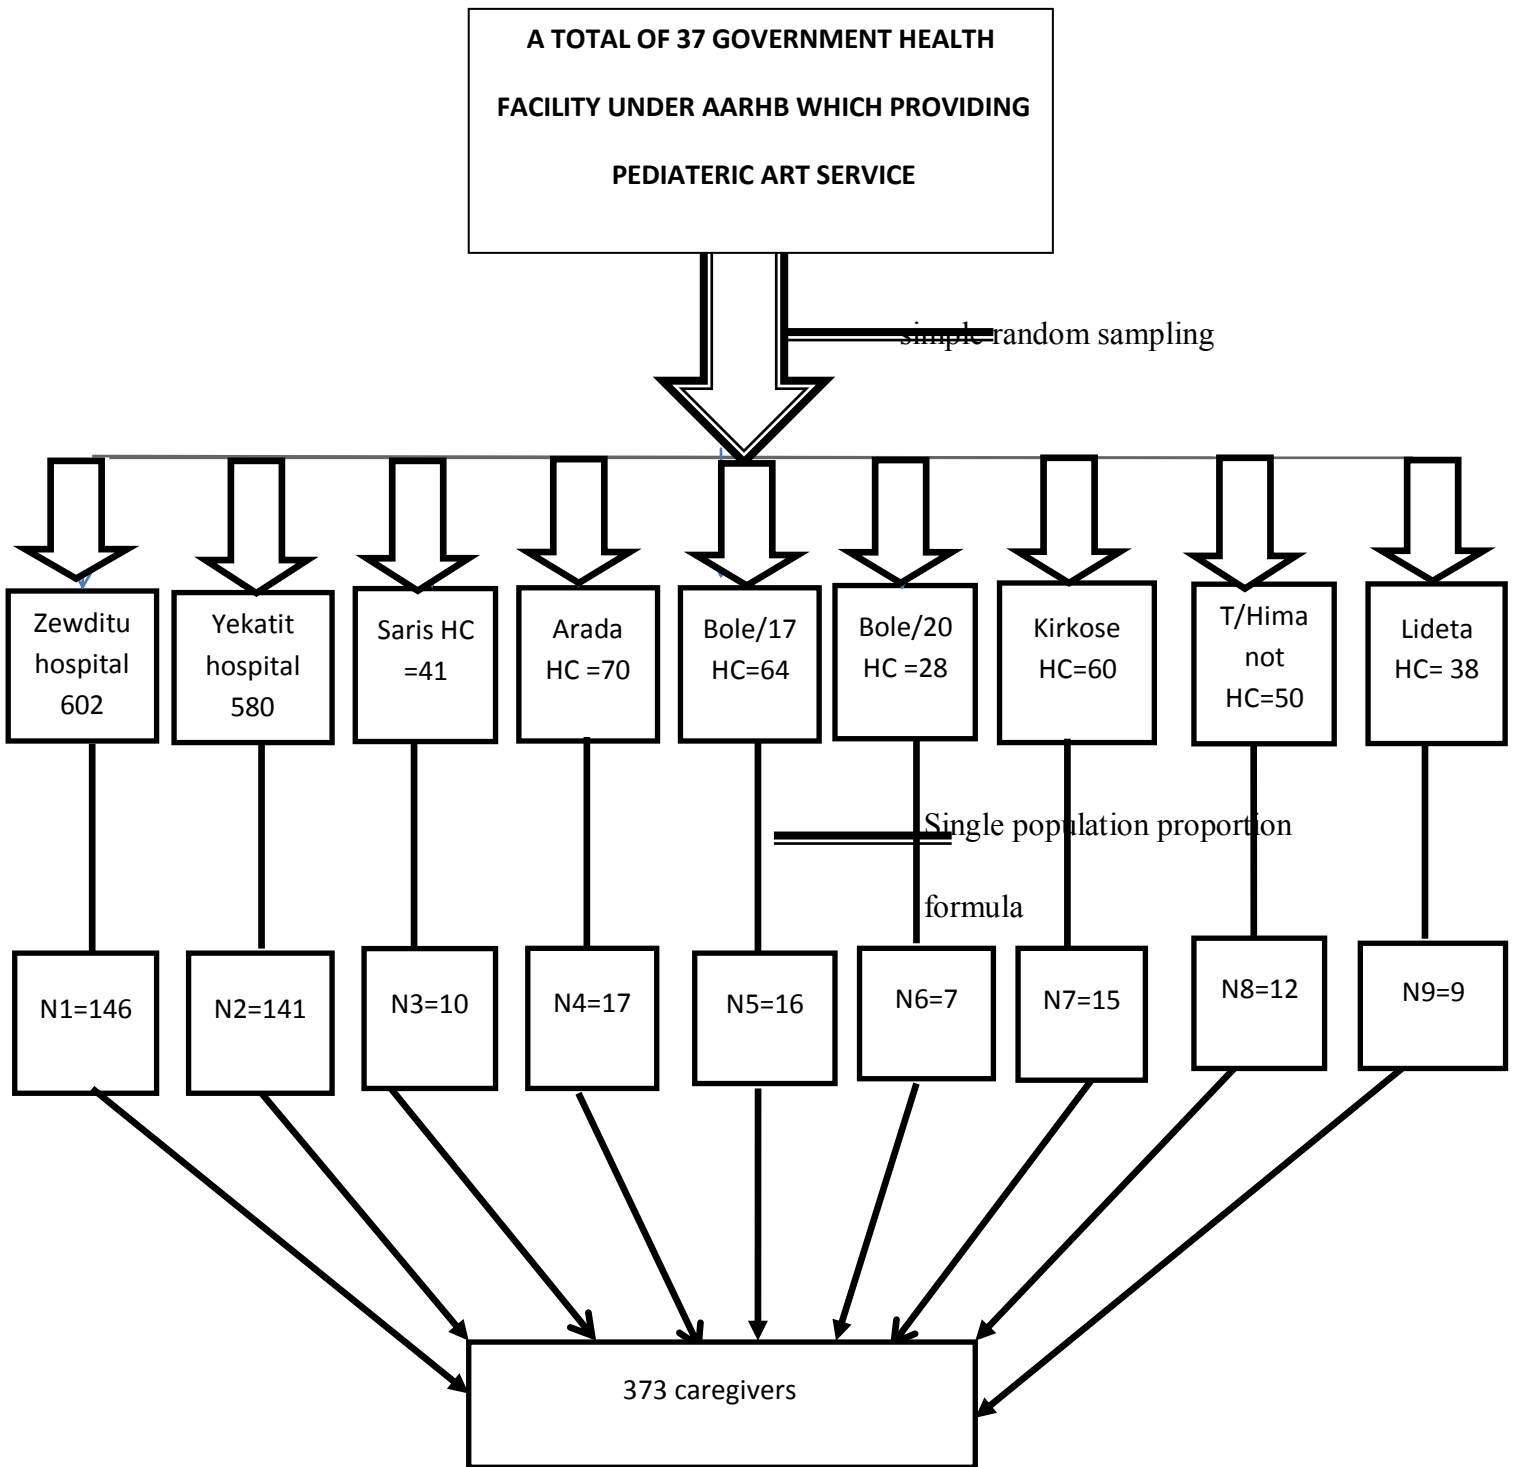 A TOTAL OF 37 GOVERNMENT HEALTH
FACILITY UNDER AARHB WHICH PROVIDING
PEDIATERIC ART SERVICE
simple random sampling
Zewditu
hospital
602
Yekatit
hospital
580
Saris HC
=41
Arada
HC =70
Bole/17
HC=64
Bole/20
HC =28
Kirkose
HC=60
T/Hima
not
HC=50
Lideta
HC= 38
Single population proportion
formula
N1=146
N2=141
N3=10
N4=17
N5=16
N6=7
N7=15
N8=12
N9=9
373 caregivers